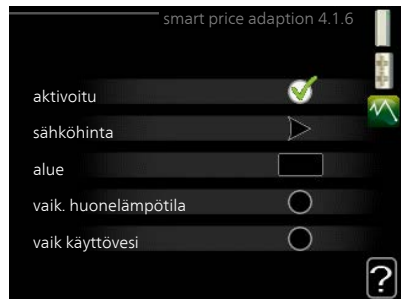 smart price adaption 4.1.6
aktivoitu
sähköhinta
alue
vaik. huonelämpötila
vaik käyttövesi
?